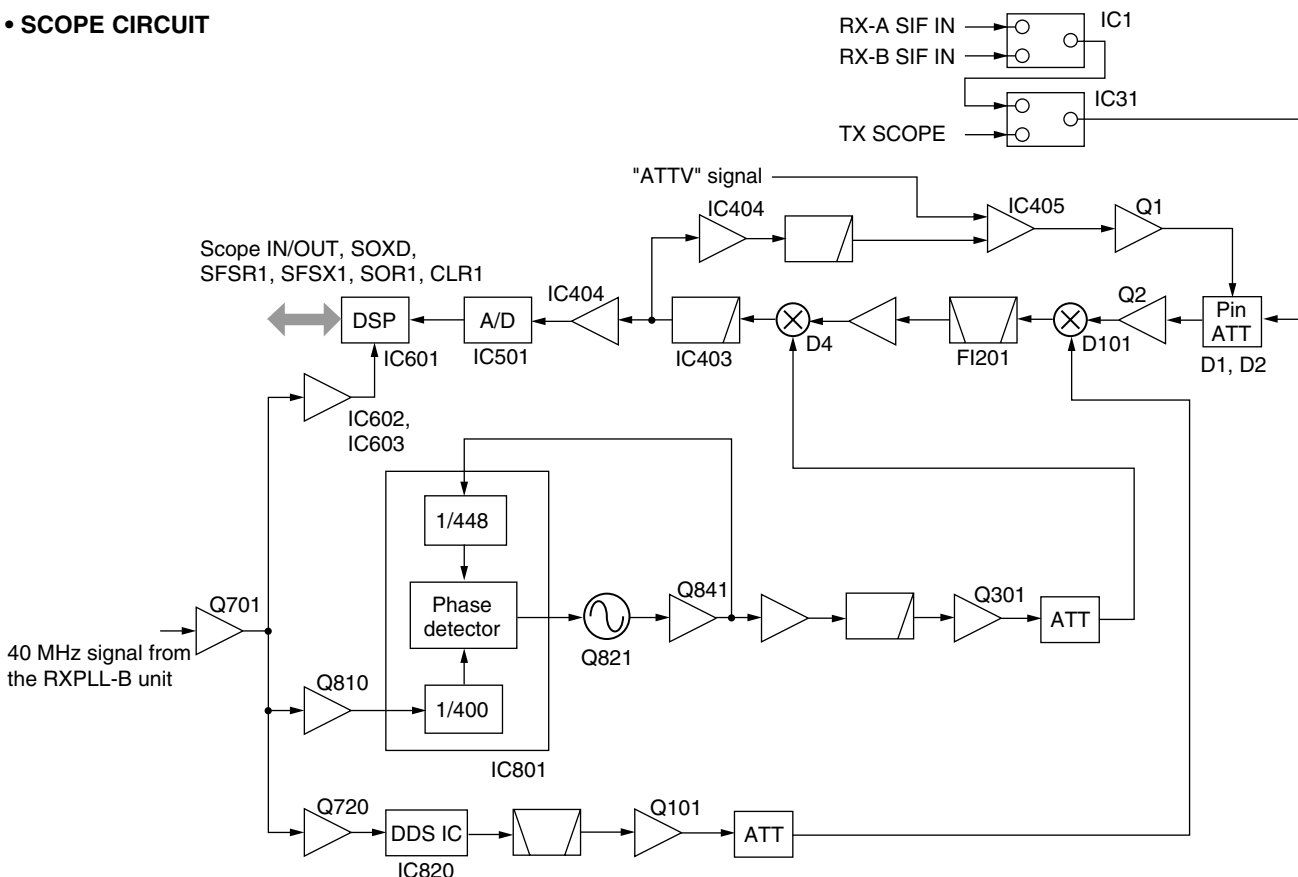 • SCOPE CIRCUIT
RX-A SIF IN
IC1
RX-B SIF IN
IC31
TX SCOPE
"ATTV" signal
IC404
IC405
Q1
Scope IN/OUT, SOXD,
SFSR1, SFSX1, SOR1, CLR1
IC404
Q2
DSP
A/D
Pin
ATT
IC601
IC501
IC403
D4
FI201
D101
D1, D2
IC602,
IC603
1/448
Q701
Phase
detector
Q841
Q301
ATT
Q821
40 MHz signal from
the RXPLL-B unit
Q810
1/400
IC801
Q720
DDS IC
Q101
ATT
IC820